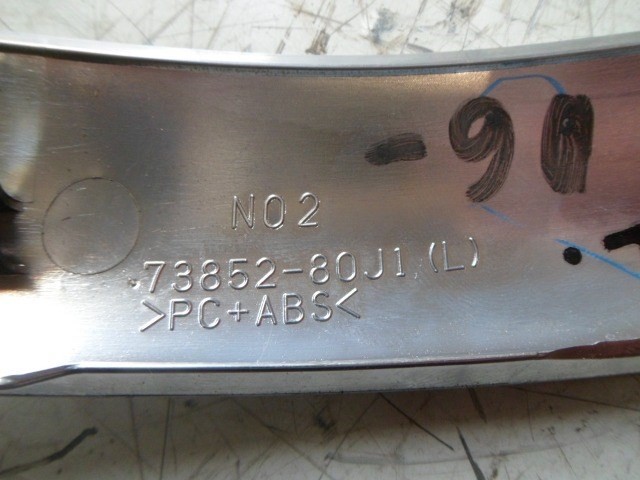 -90
NO2
73852-80J1 (L)
>PC+ABS<